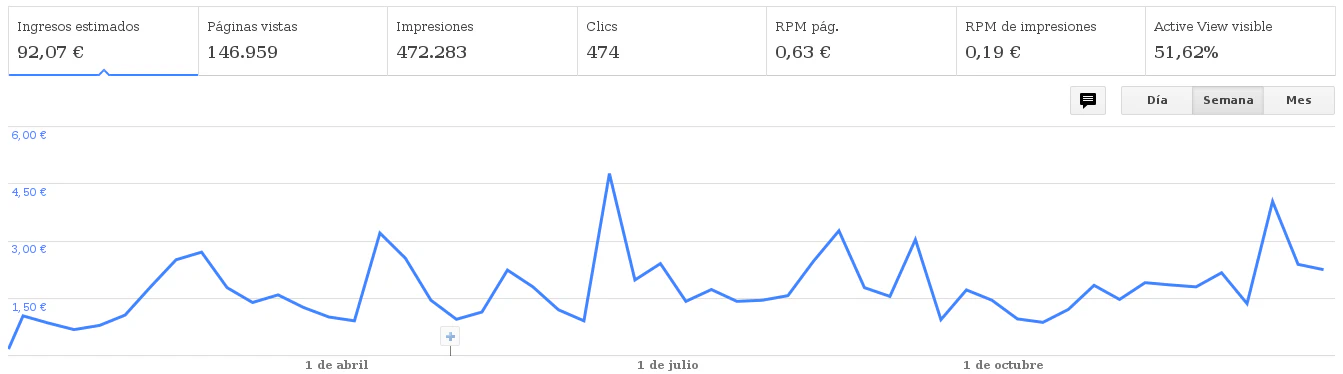 Ingresos estimados Páginas vistas Impresiones Clics RPM pág. RPM de impresiones Active View visible
92,07 € 146.959 472.283 474 0,63 € 0,19 € 51,62%
Día Semana Mes
6,00 €
4,50 €
3,00 €
1,50 €
1 de abril 1 de julio 1 de octubre